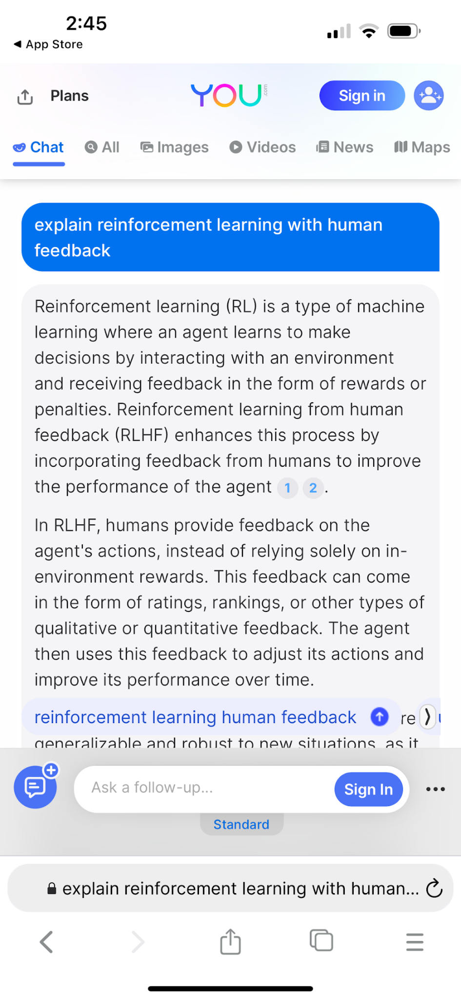 2:45
App Store
Plans
YOU.com
Sign in
Chat
All
Images
Videos
News
Maps
explain reinforcement learning with human
feedback
Reinforcement learning (RL) is a type of machine
learning where an agent learns to make
decisions by interacting with an environment
and receiving feedback in the form of rewards or
penalties. Reinforcement learning from human
feedback (RLHF) enhances this process by
incorporating feedback from humans to improve
the performance of the agent 1 2.
In RLHF, humans provide feedback on the
agent's actions, instead of relying solely on in-
environment rewards. This feedback can come
in the form of ratings, rankings, or other types of
qualitative or quantitative feedback. The agent
then uses this feedback to adjust its actions and
improve its performance over time.
reinforcement learning human feedback
re
generalizable and robust to new situations, as it
Ask a follow-up...
Sign In
Standard
explain reinforcement learning with human...